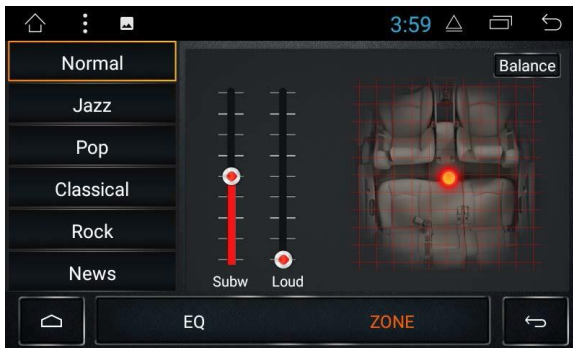 3:59
Normal
Balance
Jazz
Pop
Classical
Rock
News
Subw Loud
EQ ZONE